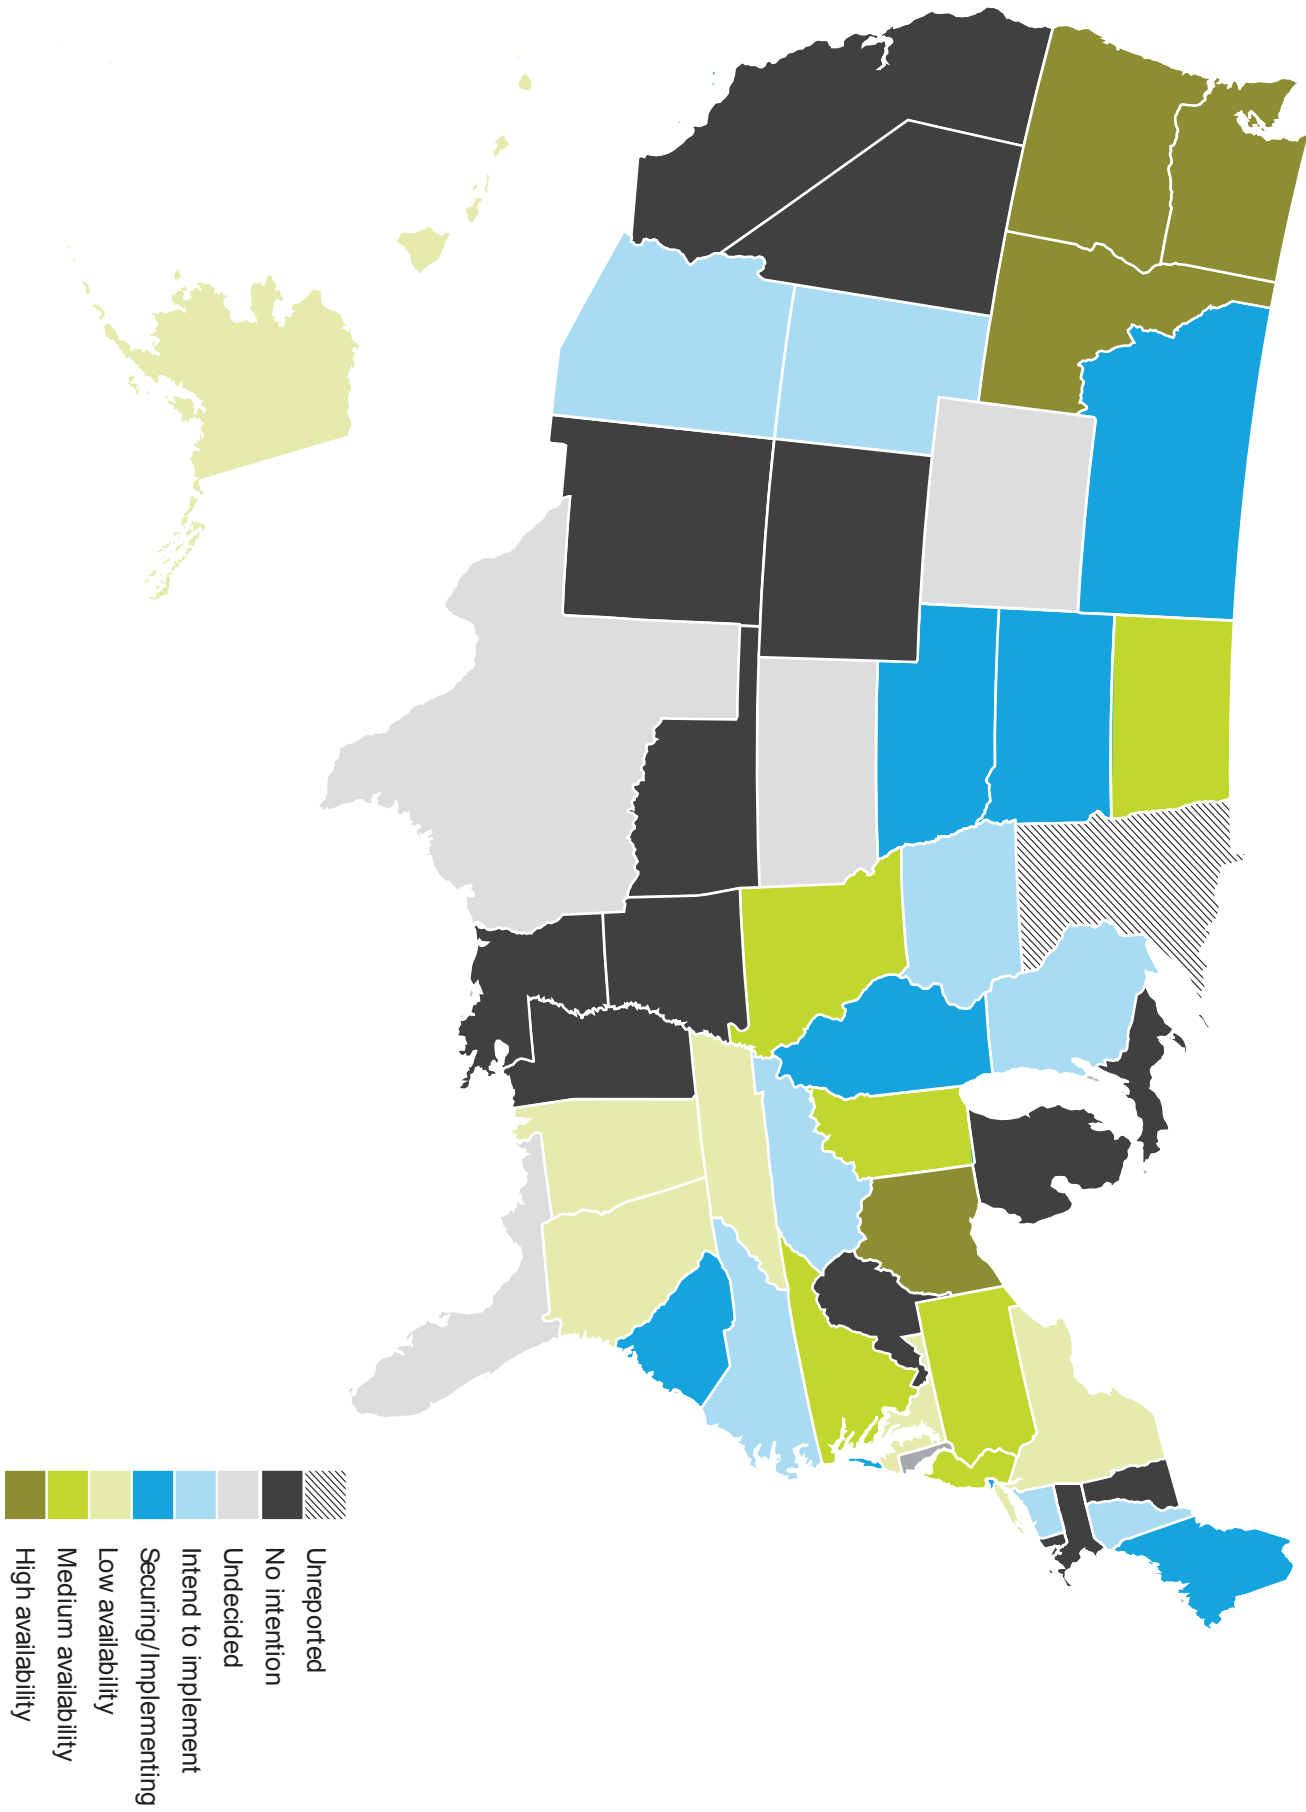 Unreported
No intention
Undecided
Intend to implement
Securing/Implementing
Low availability
Medium availability
High availability